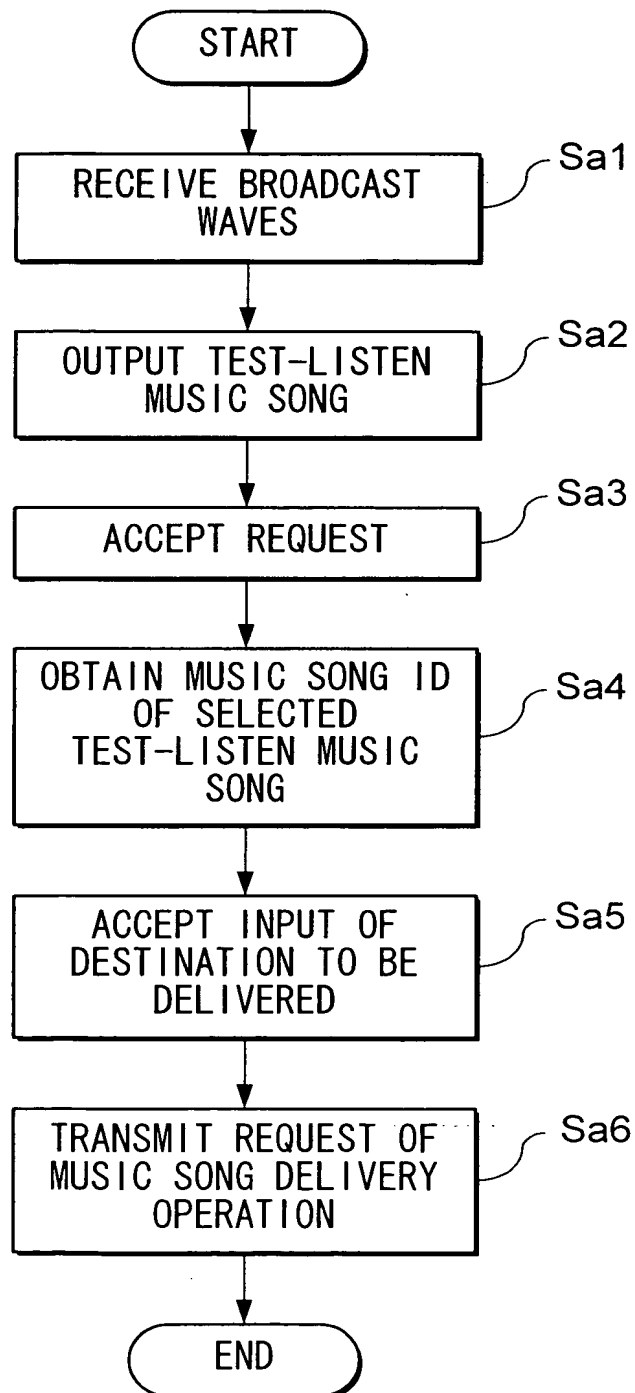 START
RECEIVE BROADCAST
WAVES
Sa1
OUTPUT TEST-LISTEN
MUSIC SONG
Sa2
ACCEPT REQUEST
Sa3
OBTAIN MUSIC SONG ID
OF SELECTED
TEST-LISTEN MUSIC
SONG
Sa4
ACCEPT INPUT OF
DESTINATION TO BE
DELIVERED
Sa5
TRANSMIT REQUEST OF
MUSIC SONG DELIVERY
OPERATION
Sa6
END